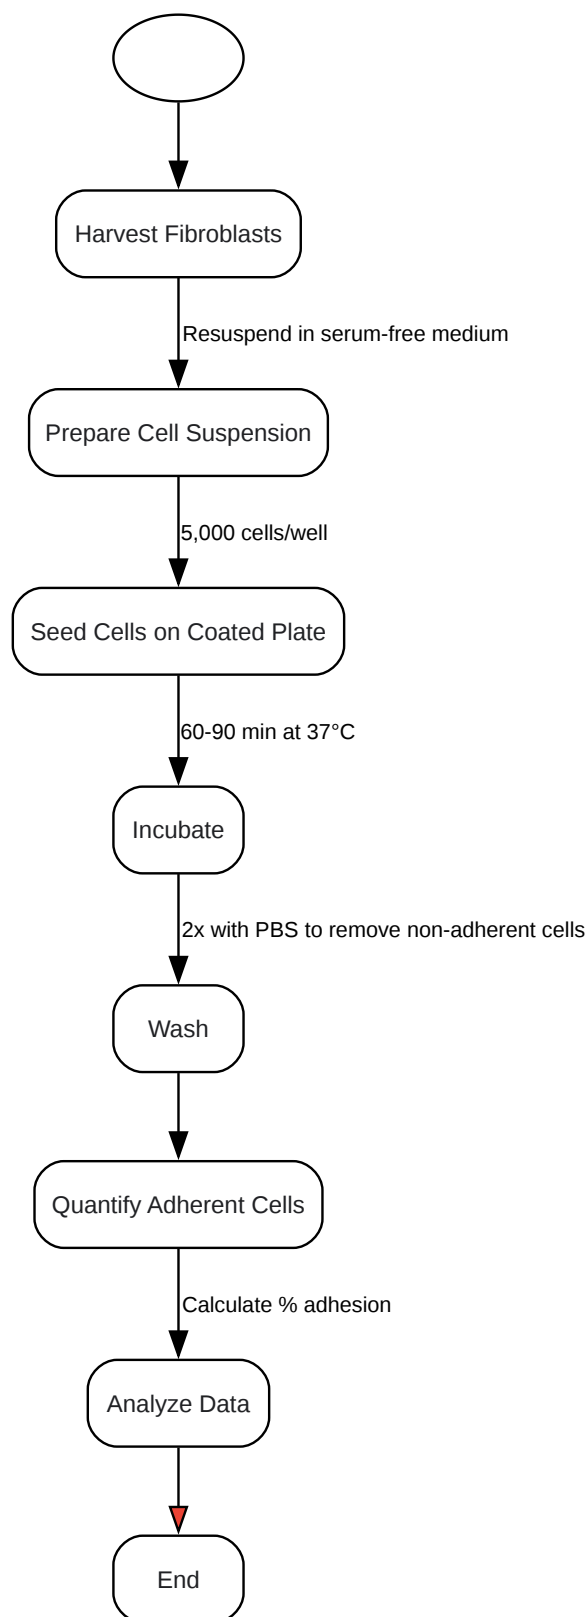 Harvest Fibroblasts
Resuspend in serum-free medium
Prepare Cell Suspension
5,000 cells/well
Seed Cells on Coated Plate
60-90 min at 37°C
Incubate
2x with PBS to remove non-adherent cells
Wash
Quantify Adherent Cells
Calculate % adhesion
Analyze Data
End